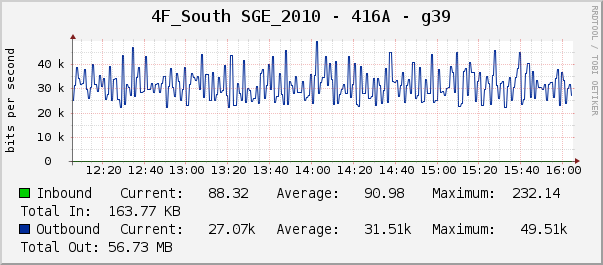 4F_South SGE_2010 - 416A - g39
RRDTOOL / TOBI OETIKER
bits per second
40 k
30 k
20 k
10 k
0
12:20 12:40 13:00 13:20 13:40 14:00 14:20 14:40 15:00 15:20 15:40 16:00
Inbound Current: 88.32 Average: 90.98 Maximum: 232.14
Total In: 163.77 KB
Outbound Current: 27.07k Average: 31.51k Maximum: 49.51k
Total Out: 56.73 MB